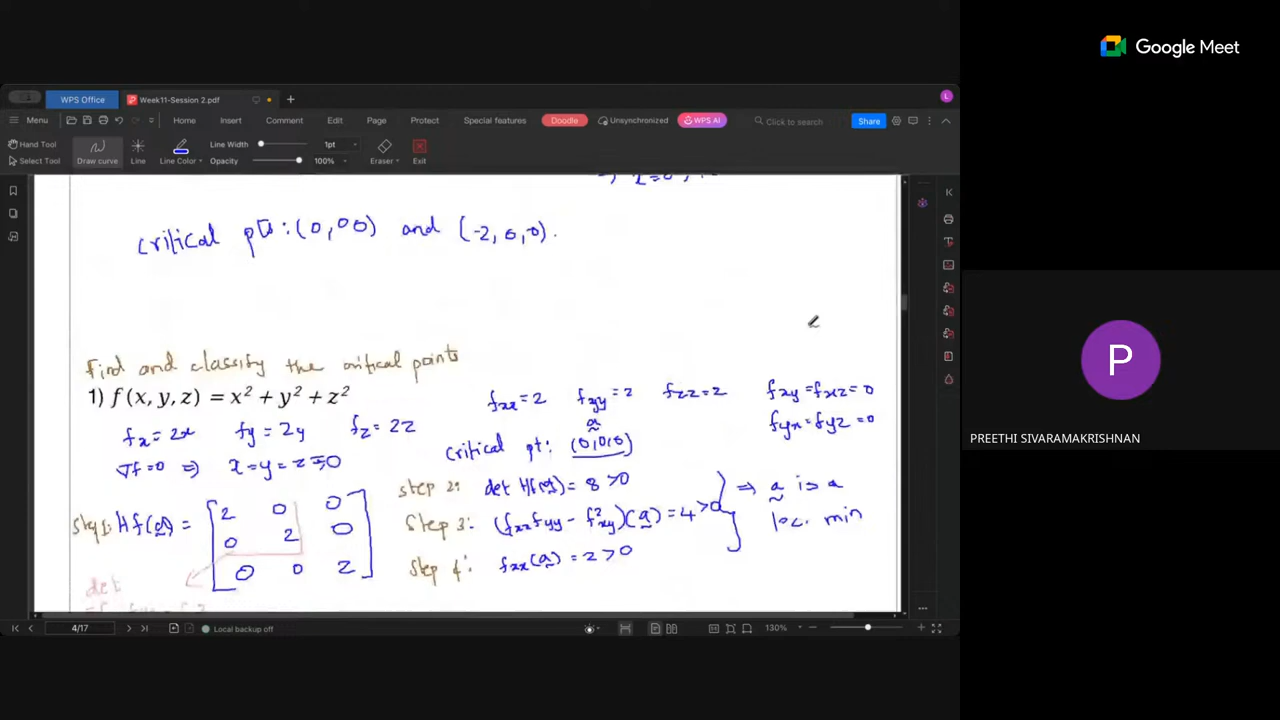 Google Meet
WPS Office
Week11-Session 2.pdf
L
Menu
Home
Insert
Comment
Edit
Page
Protect
Special features
Doodle
Unsynchronized
WPS AI
Click to search
Share
Hand Tool
Select Tool
Draw curve
Line
Line Color
Line Width
1pt
Opacity
100%
Eraser
Exit
critical pts: (0,0 0) and (-2, 0, 0).
Find and classify the critical points
1) f(x, y, z) = x² + y² + z²
fxx = 2 fyy = 2 fzz = 2 fxy = fxz = 0
fx = 2x fy = 2y fz = 2z
fyx = fyz = 0
a
critical pt: (0,0,0)
∇f = 0 ⇒ x = y = z = 0
Step 1: Hf(a) = [ 2 0 0
0 2 0
0 0 2 ]
step 2: det Hf(a) = 8 > 0
Step 3: (fxx fyy - f²xy)(a) = 4 > 0
Step 4: fxx(a) = 2 > 0
⇒ a is a
loc. min
det
P
PREETHI SIVARAMAKRISHNAN
4/17
Local backup off
130%